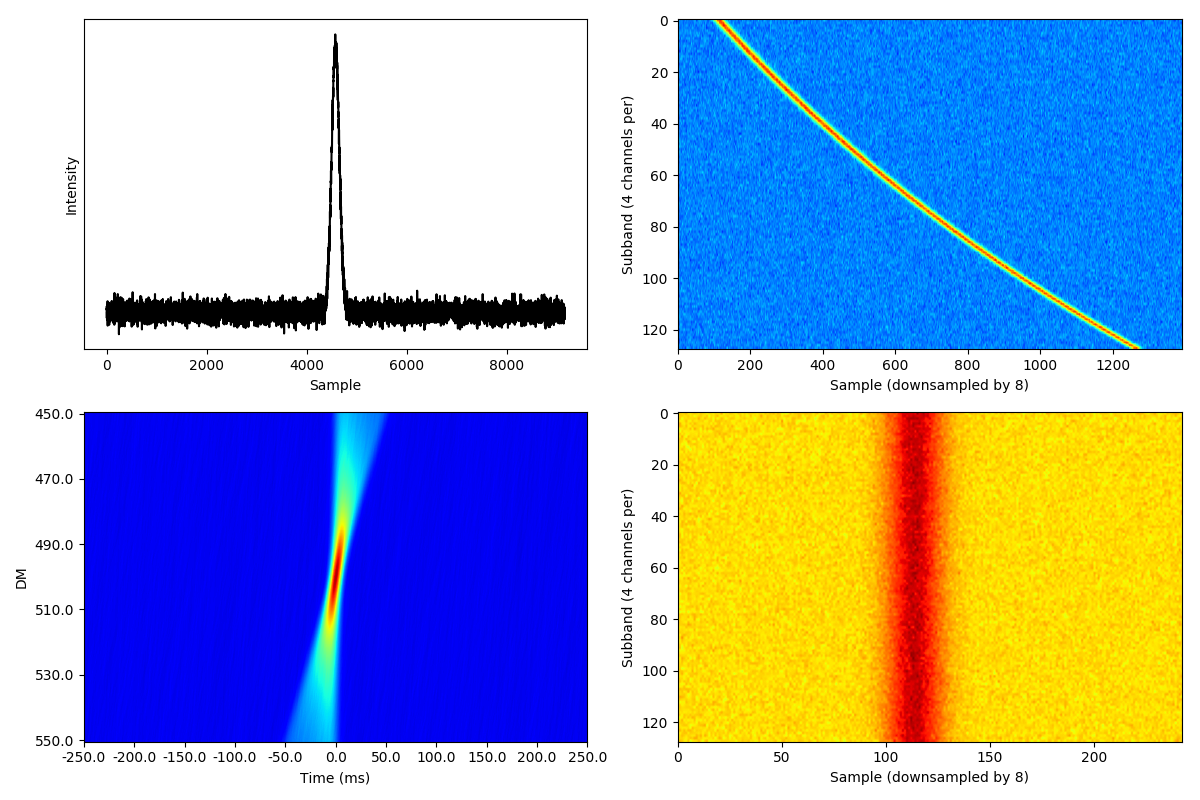 Intensity
0 2000 4000 6000 8000
Sample
0
20
40
60
80
100
120
Subband (4 channels per)
0 200 400 600 800 1000 1200
Sample (downsampled by 8)
450.0
470.0
490.0
510.0
530.0
550.0
DM
-250.0 -200.0 -150.0 -100.0 -50.0 0.0 50.0 100.0 150.0 200.0 250.0
Time (ms)
0
20
40
60
80
100
120
Subband (4 channels per)
0 50 100 150 200
Sample (downsampled by 8)